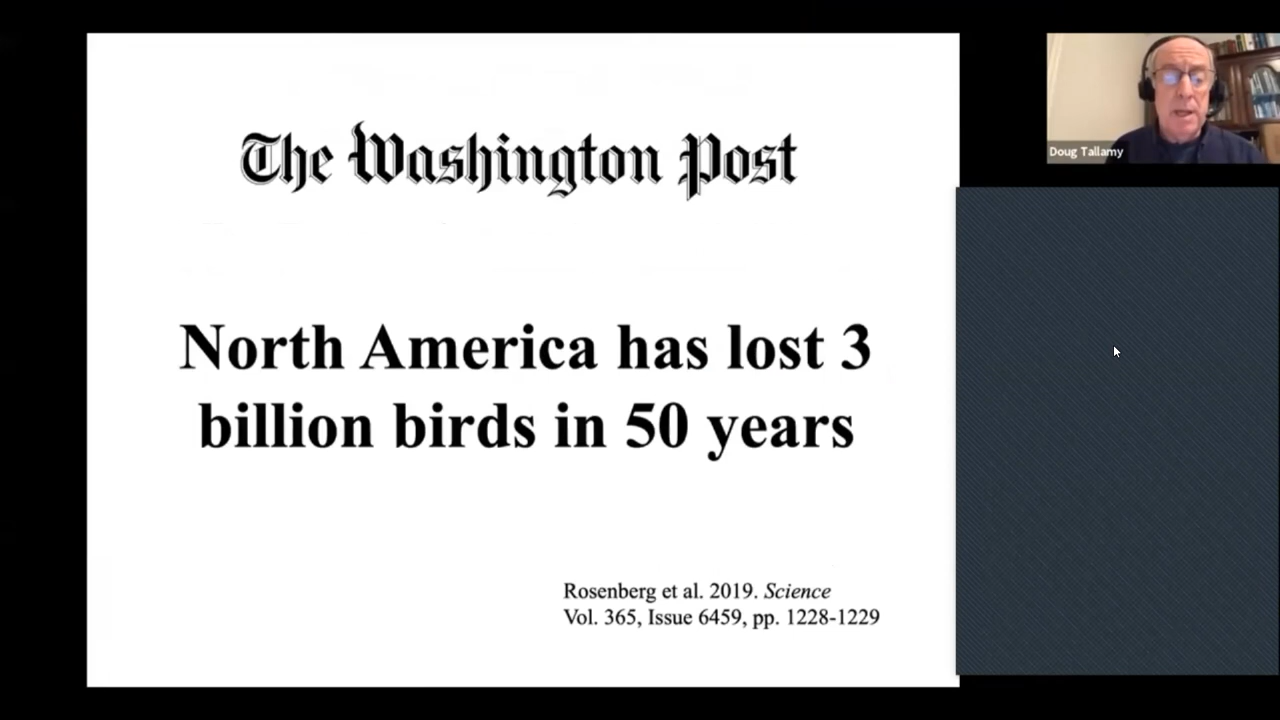 The Washington Post
North America has lost 3
billion birds in 50 years
Rosenberg et al. 2019. Science
Vol. 365, Issue 6459, pp. 1228-1229
Doug Tallamy